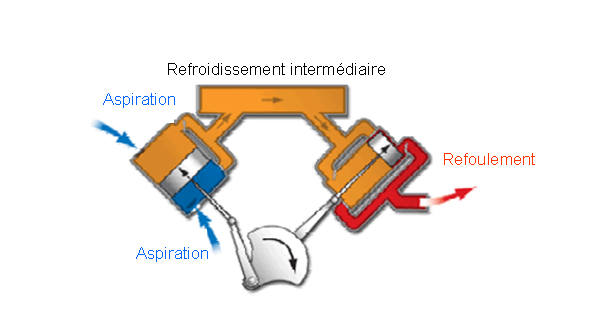 Refroidissement intermédiaire
Aspiration
Refoulement
Aspiration